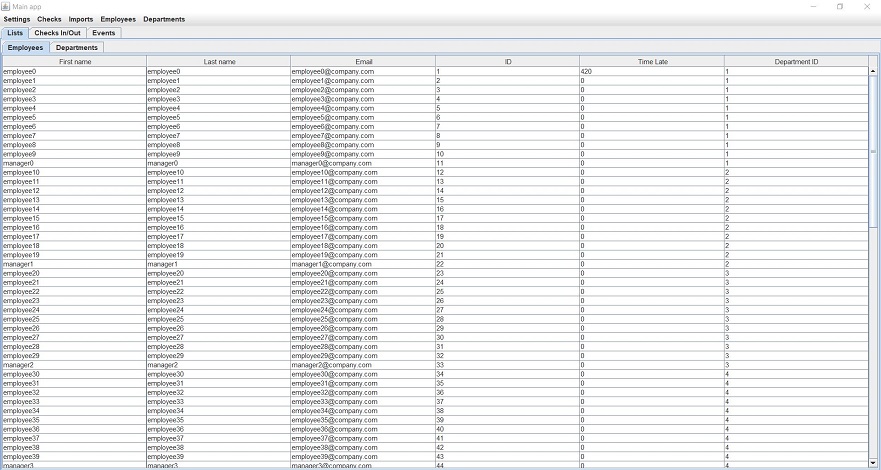 Main app
Settings Checks Imports Employees Departments
Lists Checks In/Out Events
Employees Departments
First name Last name Email ID Time Late Department ID
employee0 employee0 employee0@company.com 1 420 1
employee1 employee1 employee1@company.com 2 0 1
employee2 employee2 employee2@company.com 3 0 1
employee3 employee3 employee3@company.com 4 0 1
employee4 employee4 employee4@company.com 5 0 1
employee5 employee5 employee5@company.com 6 0 1
employee6 employee6 employee6@company.com 7 0 1
employee7 employee7 employee7@company.com 8 0 1
employee8 employee8 employee8@company.com 9 0 1
employee9 employee9 employee9@company.com 10 0 1
manager0 manager0 manager0@company.com 11 0 1
employee10 employee10 employee10@company.com 12 0 2
employee11 employee11 employee11@company.com 13 0 2
employee12 employee12 employee12@company.com 14 0 2
employee13 employee13 employee13@company.com 15 0 2
employee14 employee14 employee14@company.com 16 0 2
employee15 employee15 employee15@company.com 17 0 2
employee16 employee16 employee16@company.com 18 0 2
employee17 employee17 employee17@company.com 19 0 2
employee18 employee18 employee18@company.com 20 0 2
employee19 employee19 employee19@company.com 21 0 2
manager1 manager1 manager1@company.com 22 0 2
employee20 employee20 employee20@company.com 23 0 3
employee21 employee21 employee21@company.com 24 0 3
employee22 employee22 employee22@company.com 25 0 3
employee23 employee23 employee23@company.com 26 0 3
employee24 employee24 employee24@company.com 27 0 3
employee25 employee25 employee25@company.com 28 0 3
employee26 employee26 employee26@company.com 29 0 3
employee27 employee27 employee27@company.com 30 0 3
employee28 employee28 employee28@company.com 31 0 3
employee29 employee29 employee29@company.com 32 0 3
manager2 manager2 manager2@company.com 33 0 3
employee30 employee30 employee30@company.com 34 0 4
employee31 employee31 employee31@company.com 35 0 4
employee32 employee32 employee32@company.com 36 0 4
employee33 employee33 employee33@company.com 37 0 4
employee34 employee34 employee34@company.com 38 0 4
employee35 employee35 employee35@company.com 39 0 4
employee36 employee36 employee36@company.com 40 0 4
employee37 employee37 employee37@company.com 41 0 4
employee38 employee38 employee38@company.com 42 0 4
employee39 employee39 employee39@company.com 43 0 4
manager3 manager3 manager3@company.com 44 0 4